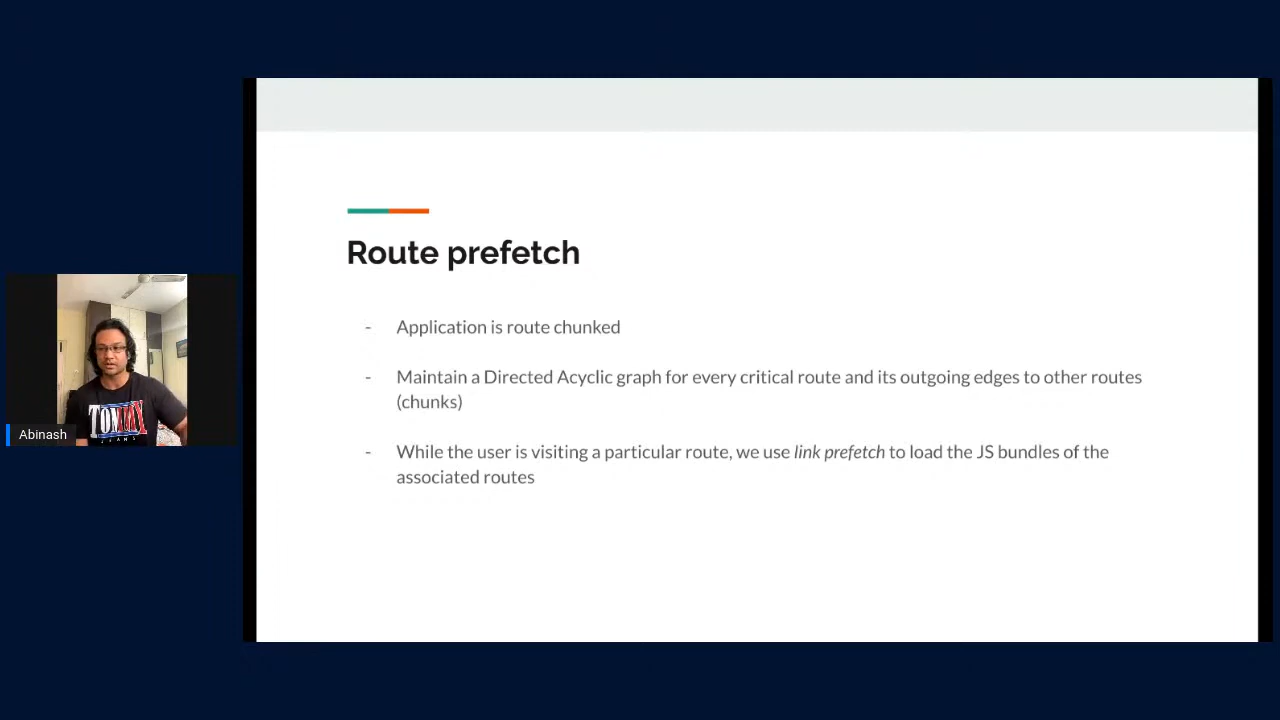 Route prefetch
- Application is route chunked
- Maintain a Directed Acyclic graph for every critical route and its outgoing edges to other routes
(chunks)
- While the user is visiting a particular route, we use link prefetch to load the JS bundles of the
associated routes
TOMMY
JEANS
Abinash